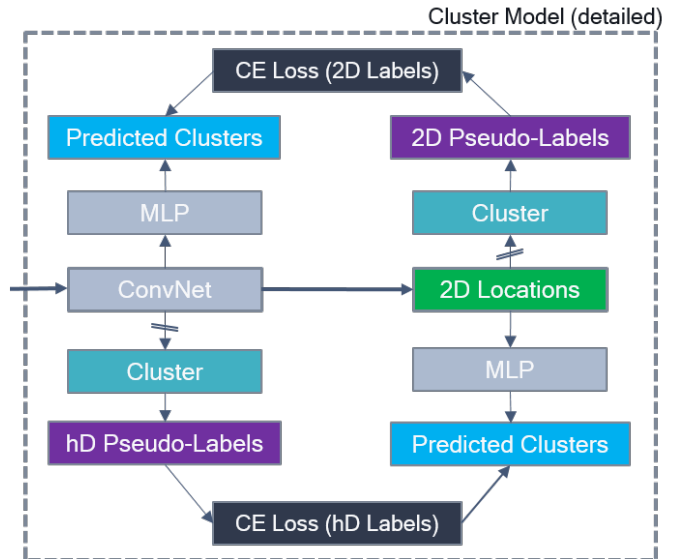 Cluster Model (detailed)
CE Loss (2D Labels)
Predicted Clusters
2D Pseudo-Labels
MLP
Cluster
ConvNet
2D Locations
Cluster
MLP
hD Pseudo-Labels
Predicted Clusters
CE Loss (hD Labels)